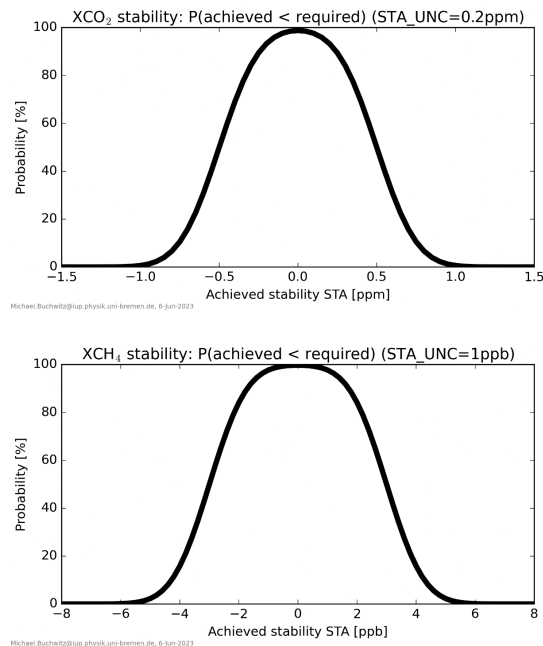 XCO₂ stability: P(achieved < required) (STA_UNC=0.2ppm)
Probability [%]
100
80
60
40
20
0
−1.5 −1.0 −0.5 0.0 0.5 1.0 1.5
Achieved stability STA [ppm]
Michael.Buchwitz@iup.physik.uni-bremen.de, 6-Jun-2023
XCH₄ stability: P(achieved < required) (STA_UNC=1ppb)
Probability [%]
100
80
60
40
20
0
−8 −6 −4 −2 0 2 4 6 8
Achieved stability STA [ppb]
Michael.Buchwitz@iup.physik.uni-bremen.de, 6-Jun-2023